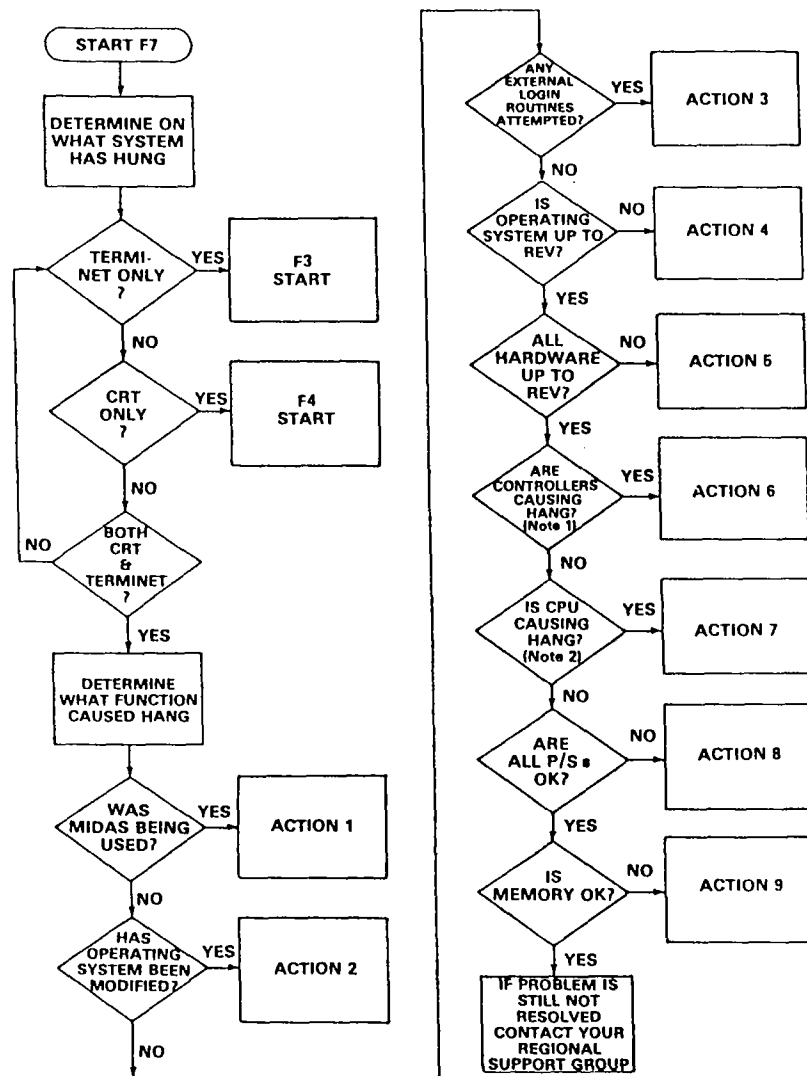 START F7
DETERMINE ON
WHAT SYSTEM
HAS HUNG
TERMI-
NET ONLY
?
YES
F3
START
NO
CRT
ONLY
?
YES
F4
START
NO
BOTH
CRT
&
TERMINET
?
NO
YES
DETERMINE
WHAT FUNCTION
CAUSED HANG
WAS
MIDAS BEING
USED?
YES
ACTION 1
NO
HAS
OPERATING
SYSTEM BEEN
MODIFIED?
YES
ACTION 2
NO
ANY
EXTERNAL
LOGIN
ROUTINES
ATTEMPTED?
YES
ACTION 3
NO
IS
OPERATING
SYSTEM UP TO
REV?
NO
ACTION 4
YES
ALL
HARDWARE
UP TO
REV?
NO
ACTION 5
YES
ARE
CONTROLLERS
CAUSING
HANG?
(Note 1)
YES
ACTION 6
NO
IS CPU
CAUSING
HANG?
(Note 2)
YES
ACTION 7
NO
ARE
ALL P/S s
OK?
NO
ACTION 8
YES
IS
MEMORY OK?
NO
ACTION 9
YES
IF PROBLEM IS
STILL NOT
RESOLVED
CONTACT YOUR
REGIONAL
SUPPORT GROUP